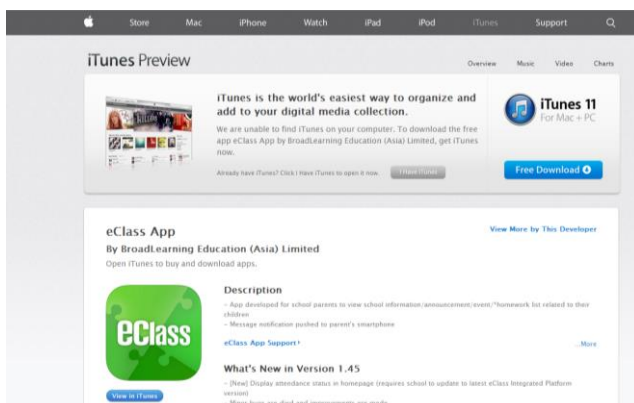 Store Mac iPhone Watch iPad iPod iTunes Support
iTunes Preview
Overview Music Video Charts
iTunes is the world's easiest way to organize and
add to your digital media collection.
We are unable to find iTunes on your computer. To download the free
app eClass App by BroadLearning Education (Asia) Limited, get iTunes
now.
Already have iTunes? Click I Have iTunes to open it now.
I Have iTunes
iTunes 11
For Mac + PC
Free Download
eClass App
View More by This Developer
By BroadLearning Education (Asia) Limited
Open iTunes to buy and download apps.
eClass
View in iTunes
Description
- App developed for school parents to view school information/announcement/event/*homework list related to their
children
- Message notification pushed to parent's smartphone
eClass App Support
...More
What's New in Version 1.45
- [New] Display attendance status in homepage (requires school to update to latest eClass Integrated Platform
version)